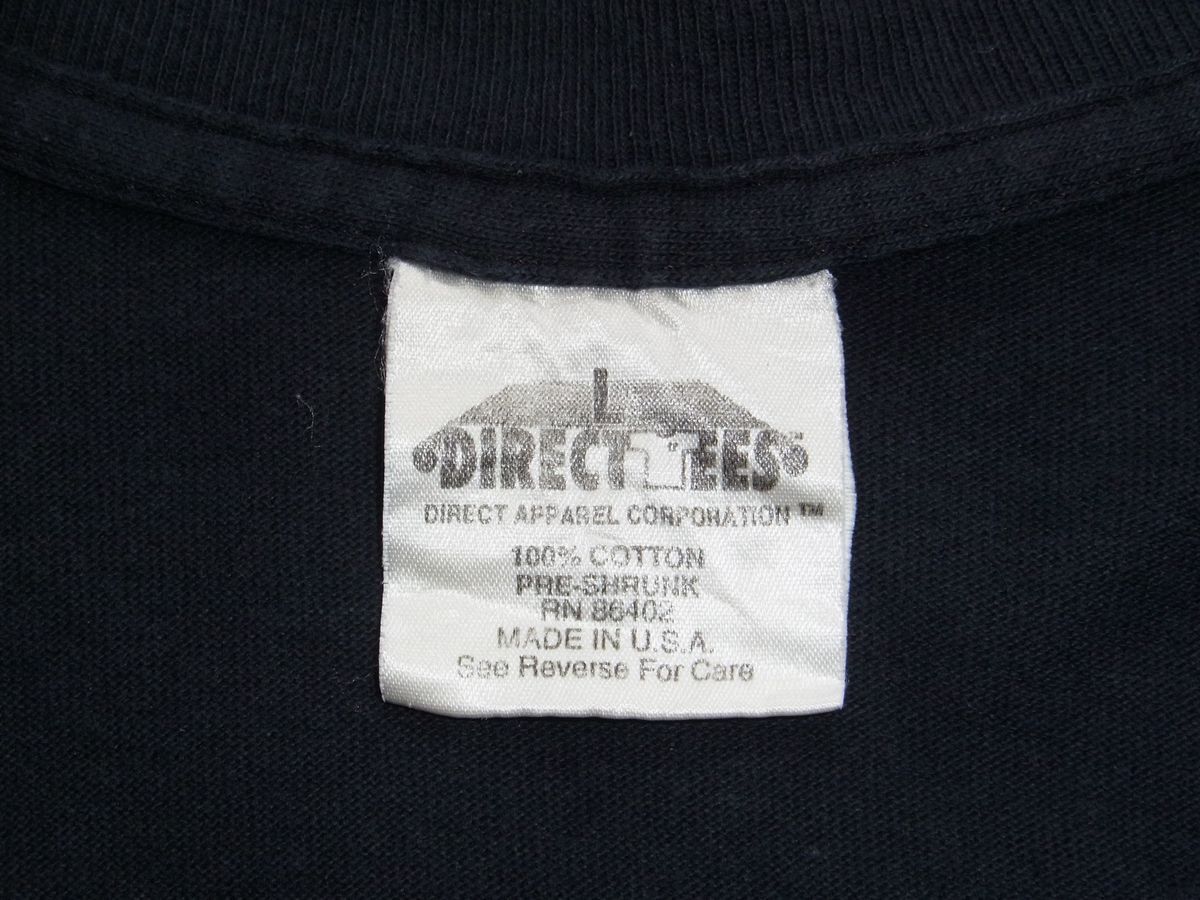 L
DIRECT TEES
DIRECT APPAREL CORPORATION™
100% COTTON
PRE-SHRUNK
RN 86402
MADE IN U.S.A.
See Reverse For Care